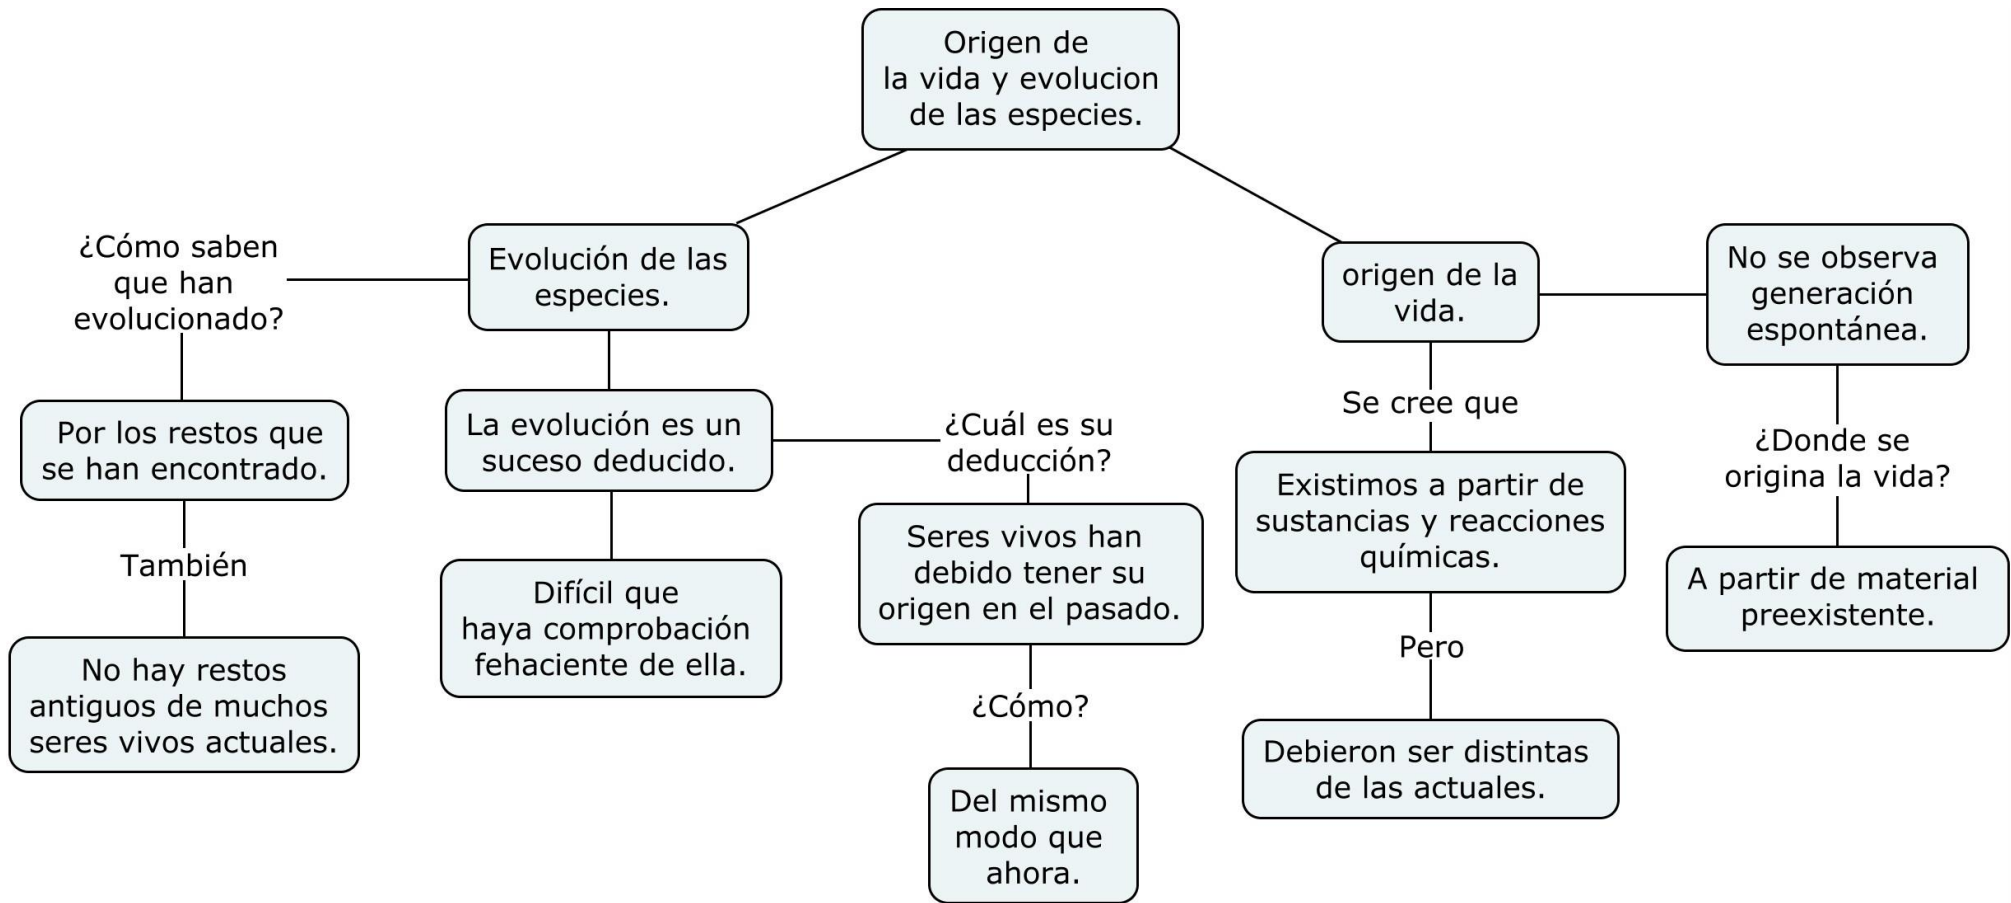 Origen de
la vida y evolucion
de las especies.
¿Cómo saben
que han
evolucionado?
Evolución de las
especies.
origen de la
vida.
No se observa
generación
espontánea.
Por los restos que
se han encontrado.
La evolución es un
suceso deducido.
¿Cuál es su
deducción?
Se cree que
¿Donde se
origina la vida?
También
Difícil que
haya comprobación
fehaciente de ella.
Seres vivos han
debido tener su
origen en el pasado.
Existimos a partir de
sustancias y reacciones
químicas.
A partir de material
preexistente.
No hay restos
antiguos de muchos
seres vivos actuales.
¿Cómo?
Pero
Del mismo
modo que
ahora.
Debieron ser distintas
de las actuales.